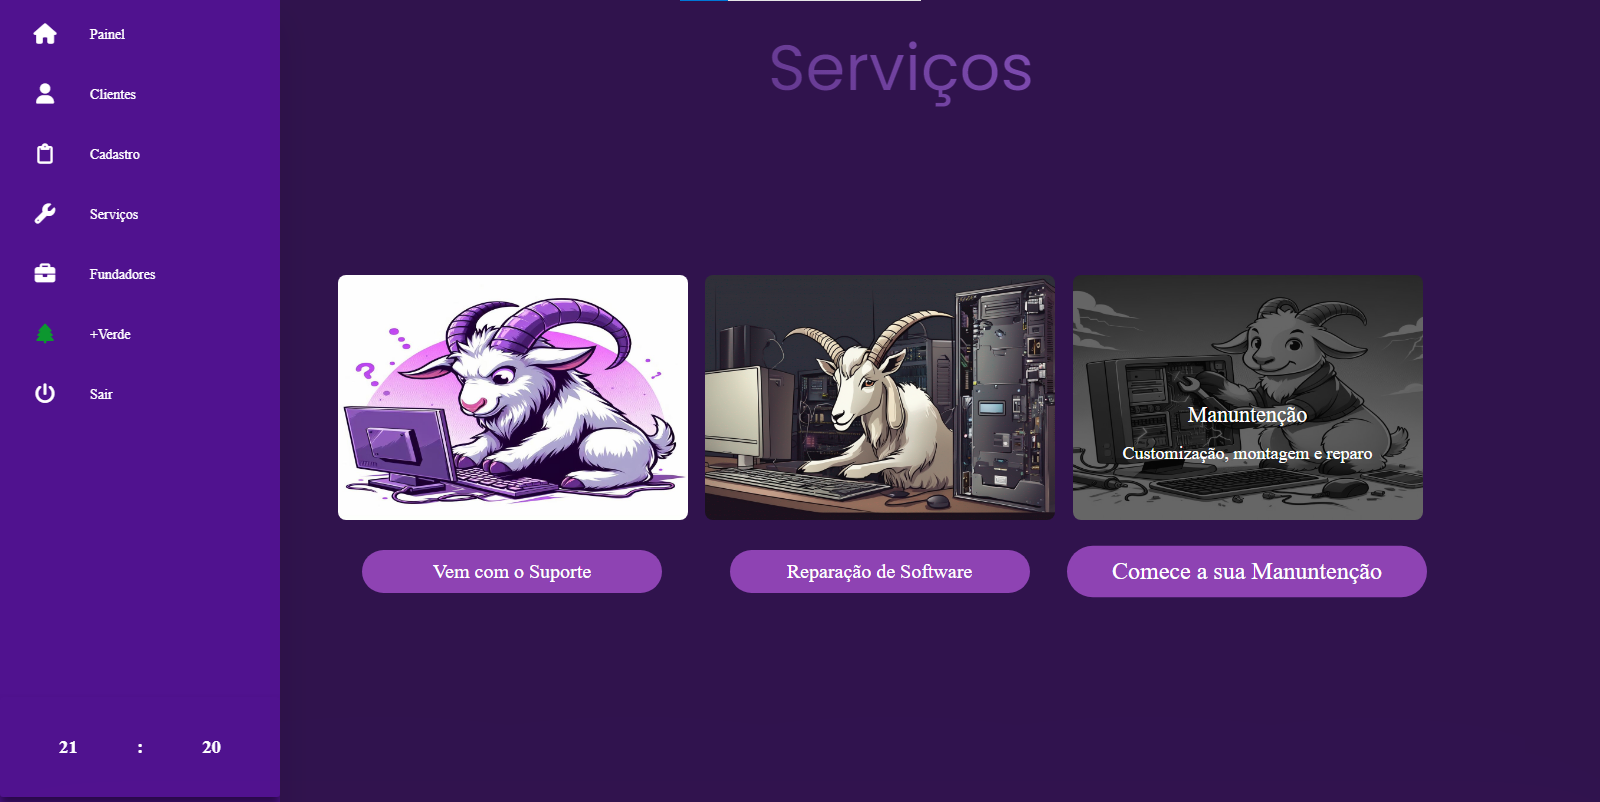 Painel
Clientes
Cadastro
Serviços
Fundadores
+Verde
Sair
21 : 20
Serviços
Manuntenção
Customização, montagem e reparo
Vem com o Suporte
Reparação de Software
Comece a sua Manuntenção